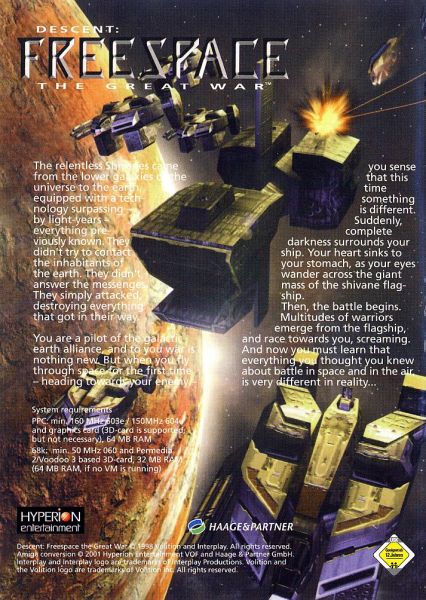 DESCENT:
FREESPACE
THE GREAT WAR™
The relentless Shivanes came
from the lower galaxies of the
universe to the earth
equipped with a tech-
nology surpassing
by light-years –
everything pre-
viously known. They
didn't try to contact
the inhabitants of
the earth. They didn't
answer the messenger.
They simply attacked,
destroying everything
that got in their way.
You are a pilot of the galactic
earth alliance, and to you war is
nothing new. But when you fly
through space for the first time
– heading towards your enemy –
you sense
that this
time
something
is different.
Suddenly,
complete
darkness surrounds your
ship. Your heart sinks to
your stomach, as your eyes
wander across the giant
mass of the shivane flag-
ship.
Then, the battle begins.
Multitudes of warriors
emerge from the flagship,
and race towards you, screaming.
And now you must learn that
everything you thought you knew
about battle in space and in the air
is very different in reality...
System requirements
PPC: min. 160 MHz 603e / 150MHz 604e
and graphics card (3D-card is supported,
but not necessary), 64 MB RAM
68k: min. 50 MHz 060 and Permedia
2/Voodoo 3 based 3D-card, 32 MB RAM
(64 MB RAM, if no VM is running)
HYPERION
entertainment
HAAGE&PARTNER
Geeignet ab
12 Jahren
Descent: Freespace the Great War © 1998 Volition and Interplay. All rights reserved.
Amiga conversion © 2001 Hyperion Entertainment VOF and Haage & Partner GmbH.
Interplay and Interplay logo are trademarks of Interplay Productions. Volition and
the Volition logo are trademarks of Volition Inc. All rights reserved.